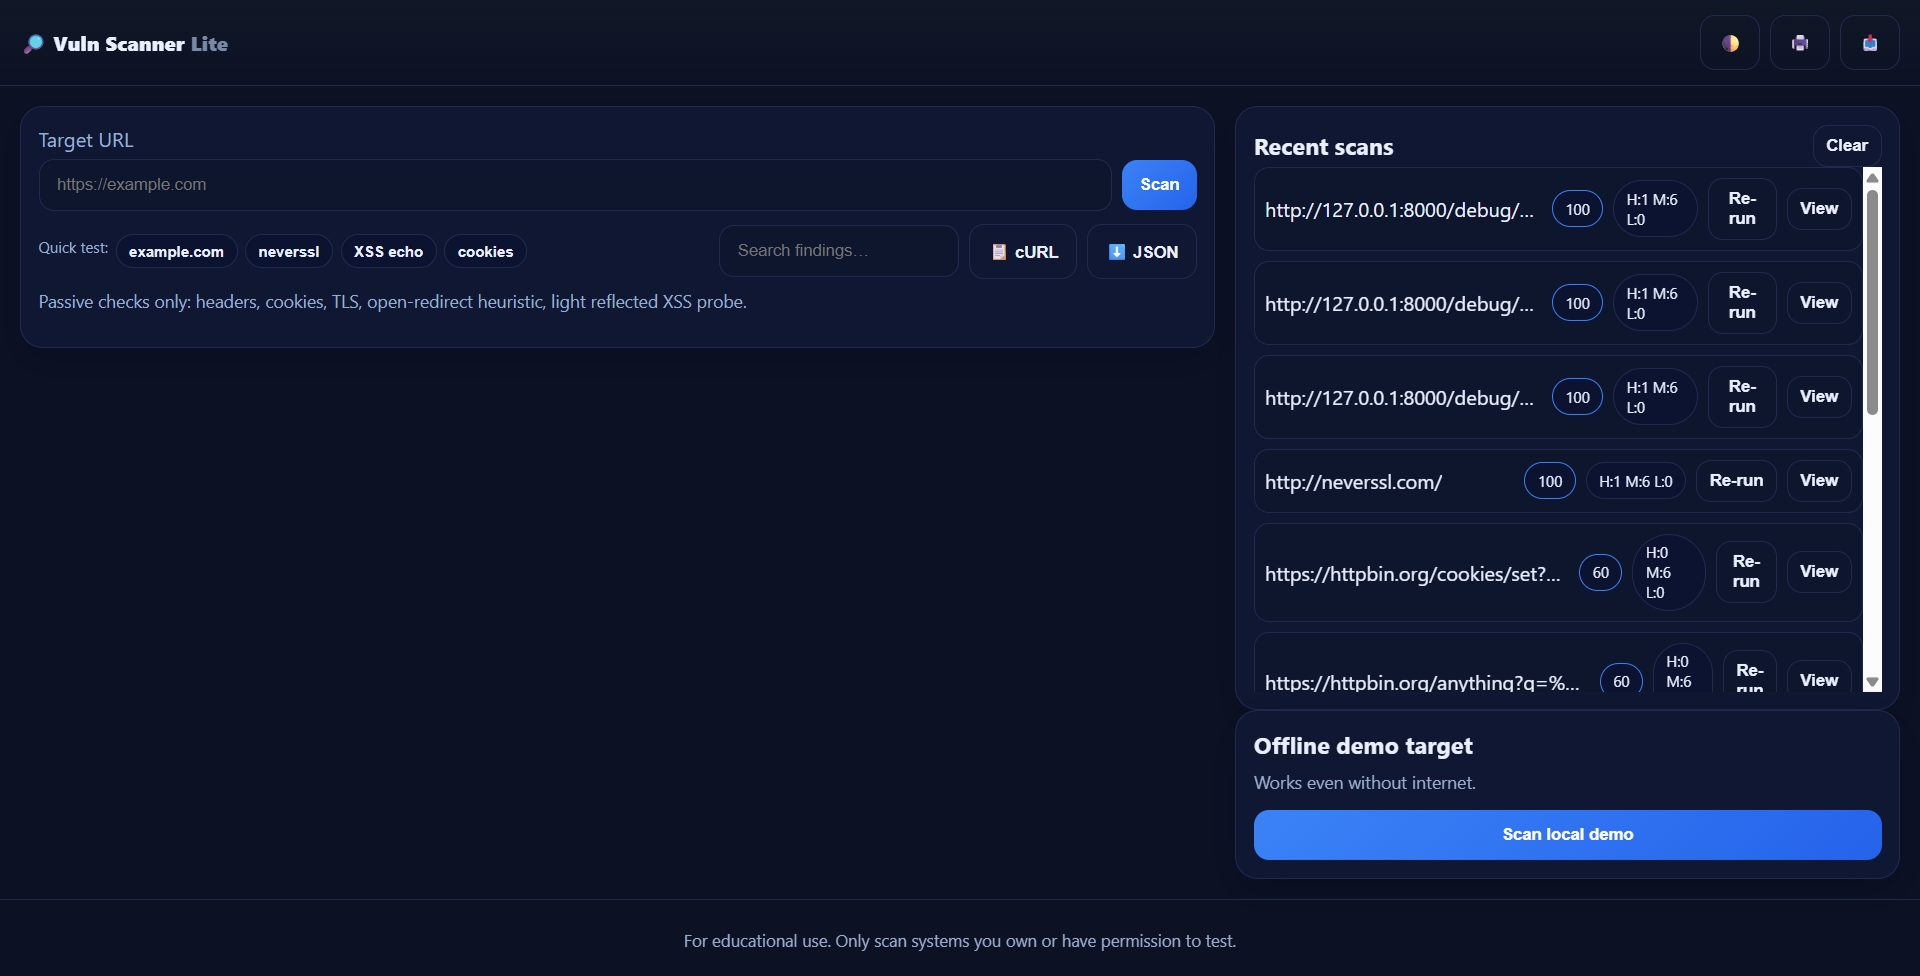 Vuln Scanner Lite
Target URL
https://example.com
Scan
Quick test:
example.com
neverssl
XSS echo
cookies
Search findings…
cURL
JSON
Passive checks only: headers, cookies, TLS, open-redirect heuristic, light reflected XSS probe.
Recent scans
Clear
http://127.0.0.1:8000/debug/...
100
H:1 M:6
L:0
Re-
run
View
http://127.0.0.1:8000/debug/...
100
H:1 M:6
L:0
Re-
run
View
http://127.0.0.1:8000/debug/...
100
H:1 M:6
L:0
Re-
run
View
http://neverssl.com/
100
H:1 M:6 L:0
Re-run
View
https://httpbin.org/cookies/set?...
60
H:0
M:6
L:0
Re-
run
View
https://httpbin.org/anything?q=%...
60
H:0
M:6
Re-
run
View
Offline demo target
Works even without internet.
Scan local demo
For educational use. Only scan systems you own or have permission to test.